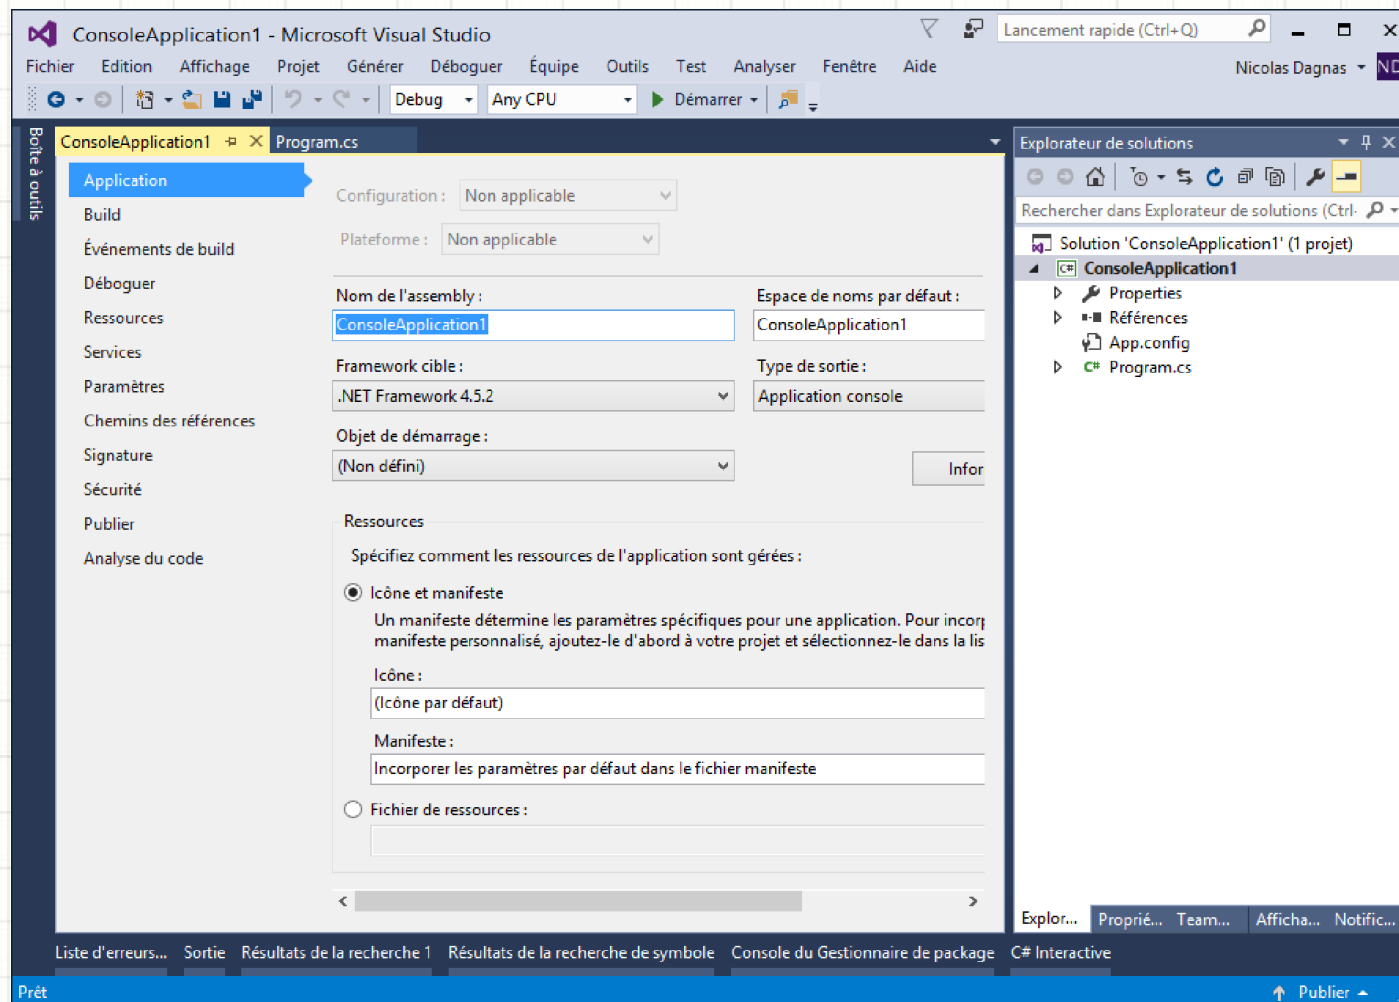 ConsoleApplication1 - Microsoft Visual Studio
Lancement rapide (Ctrl+Q)
Fichier Edition Affichage Projet Générer Déboguer Équipe Outils Test Analyser Fenêtre Aide
Nicolas Dagnas ND
Debug Any CPU Démarrer
Boîte à outils
ConsoleApplication1 Program.cs
Application
Build
Événements de build
Déboguer
Ressources
Services
Paramètres
Chemins des références
Signature
Sécurité
Publier
Analyse du code
Configuration : Non applicable
Plateforme : Non applicable
Nom de l'assembly : Espace de noms par défaut :
ConsoleApplication1 ConsoleApplication1
Framework cible : Type de sortie :
.NET Framework 4.5.2 Application console
Objet de démarrage :
(Non défini) Infor
Ressources
Spécifiez comment les ressources de l'application sont gérées :
Icône et manifeste
Un manifeste détermine les paramètres spécifiques pour une application. Pour incorp
manifeste personnalisé, ajoutez-le d'abord à votre projet et sélectionnez-le dans la lis
Icône :
(Icône par défaut)
Manifeste :
Incorporer les paramètres par défaut dans le fichier manifeste
Fichier de ressources :
Explorateur de solutions
Rechercher dans Explorateur de solutions (Ctrl-
Solution 'ConsoleApplication1' (1 projet)
C# ConsoleApplication1
Properties
Références
App.config
C# Program.cs
Explor... Proprié... Team... Afficha... Notific...
Liste d'erreurs... Sortie Résultats de la recherche 1 Résultats de la recherche de symbole Console du Gestionnaire de package C# Interactive
Prêt Publier